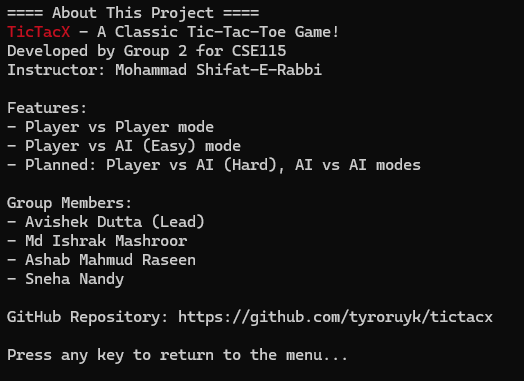 ==== About This Project ====
TicTacX - A Classic Tic-Tac-Toe Game!
Developed by Group 2 for CSE115
Instructor: Mohammad Shifat-E-Rabbi
Features:
- Player vs Player mode
- Player vs AI (Easy) mode
- Planned: Player vs AI (Hard), AI vs AI modes
Group Members:
- Avishek Dutta (Lead)
- Md Ishrak Mashroor
- Ashab Mahmud Raseen
- Sneha Nandy
GitHub Repository: https://github.com/tyroruyk/tictacx
Press any key to return to the menu...